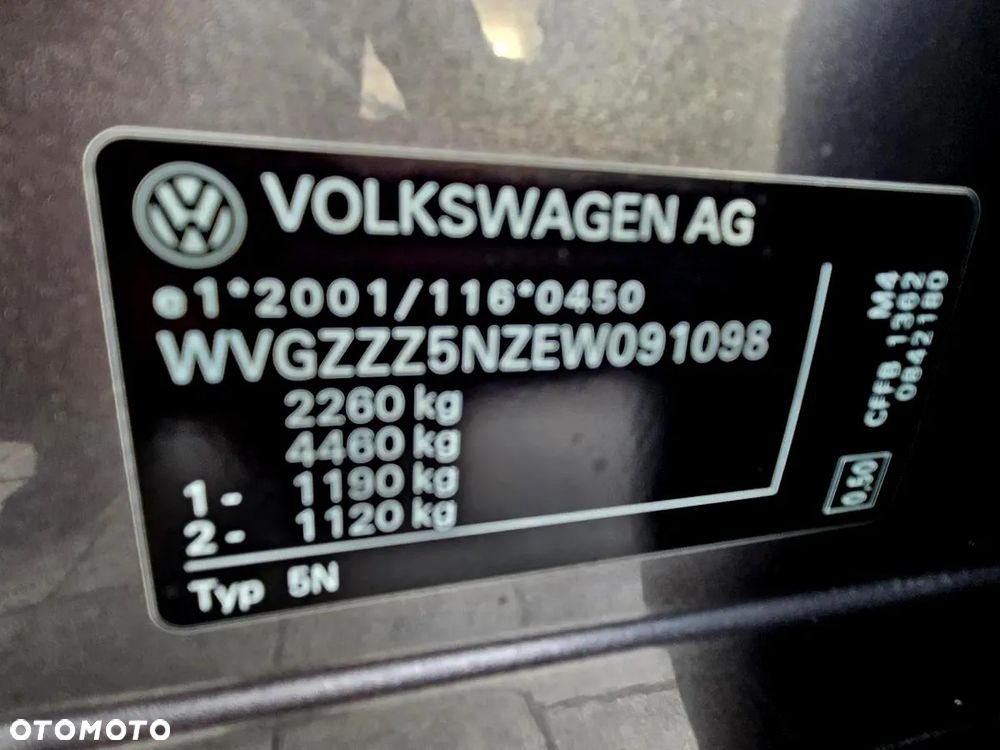 VOLKSWAGEN AG
e1*2001/116*0450
WVGZZZ5NZEW091098
2260 kg
4460 kg
1- 1190 kg
2- 1120 kg
Typ 5N
M4
CFFB 1362
0842180
0,50
OTOMOTO